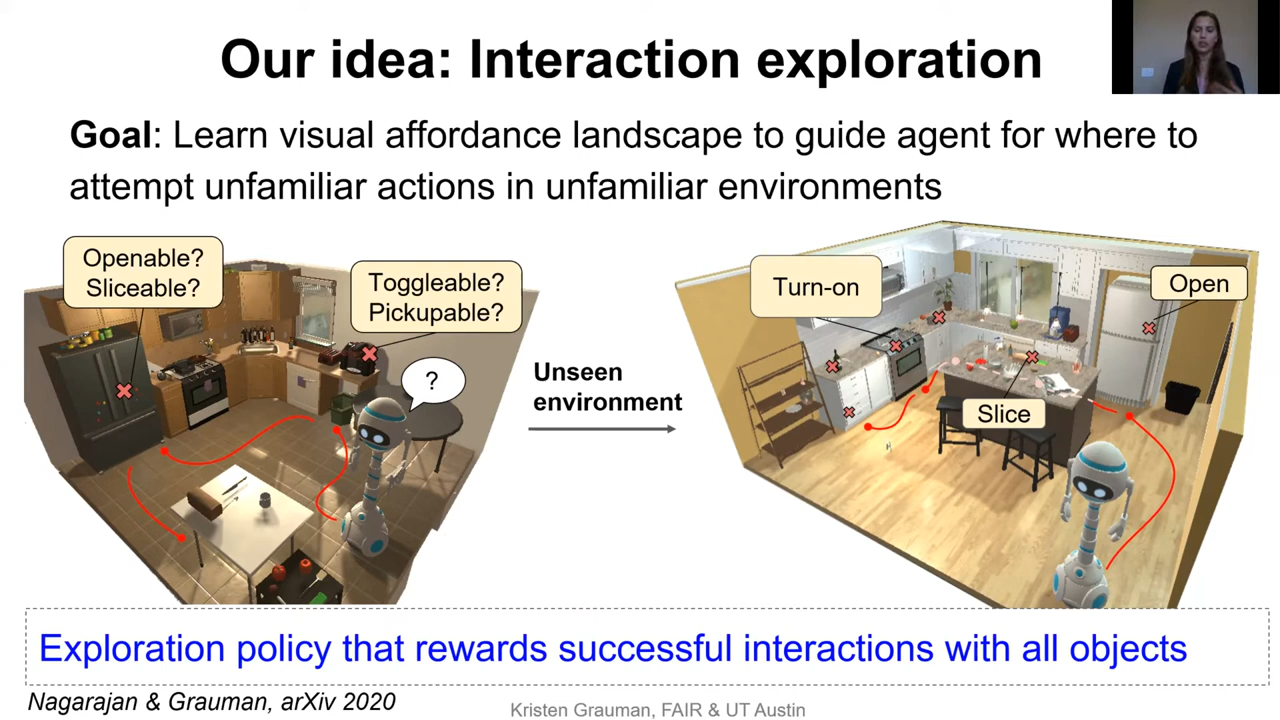 Our idea: Interaction exploration
Goal: Learn visual affordance landscape to guide agent for where to
attempt unfamiliar actions in unfamiliar environments
Openable?
Sliceable?
Toggleable?
Pickupable?
?
Unseen
environment
Turn-on
Open
Slice
Exploration policy that rewards successful interactions with all objects
Nagarajan & Grauman, arXiv 2020
Kristen Grauman, FAIR & UT Austin